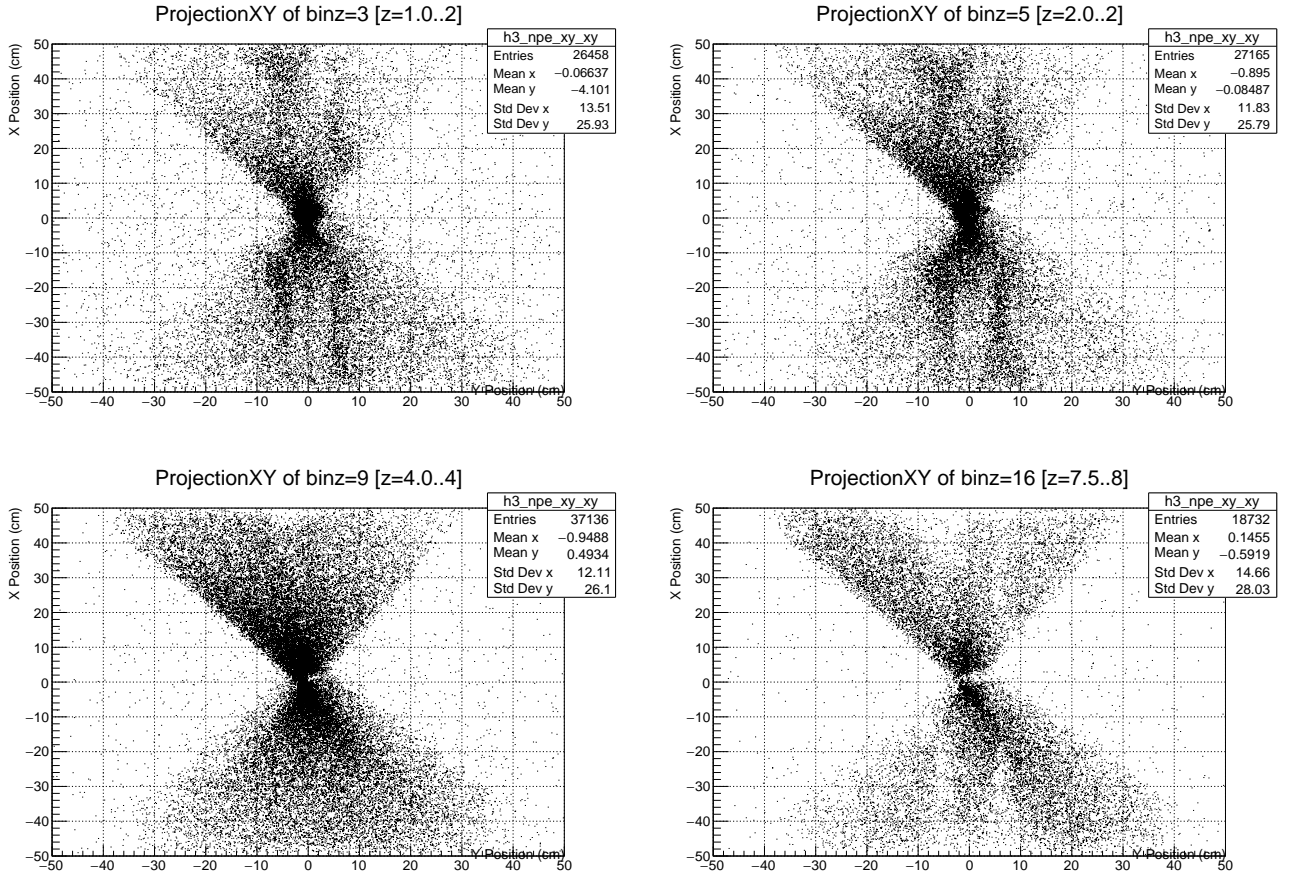 ProjectionXY of binz=3 [z=1.0..2]
X Position (cm)
h3_npe_xy_xy
Entries 26458
Mean x −0.06637
Mean y −4.101
Std Dev x 13.51
Std Dev y 25.93
50
40
30
20
10
0
−10
−20
−30
−40
−50
Y Position (cm)
−50 −40 −30 −20 −10 0 10 20 30 40 50
ProjectionXY of binz=5 [z=2.0..2]
X Position (cm)
h3_npe_xy_xy
Entries 27165
Mean x −0.895
Mean y −0.08487
Std Dev x 11.83
Std Dev y 25.79
50
40
30
20
10
0
−10
−20
−30
−40
−50
Y Position (cm)
−50 −40 −30 −20 −10 0 10 20 30 40 50
ProjectionXY of binz=9 [z=4.0..4]
X Position (cm)
h3_npe_xy_xy
Entries 37136
Mean x −0.9488
Mean y 0.4934
Std Dev x 12.11
Std Dev y 26.1
50
40
30
20
10
0
−10
−20
−30
−40
−50
Y Position (cm)
−50 −40 −30 −20 −10 0 10 20 30 40 50
ProjectionXY of binz=16 [z=7.5..8]
X Position (cm)
h3_npe_xy_xy
Entries 18732
Mean x 0.1455
Mean y −0.5919
Std Dev x 14.66
Std Dev y 28.03
50
40
30
20
10
0
−10
−20
−30
−40
−50
Y Position (cm)
−50 −40 −30 −20 −10 0 10 20 30 40 50